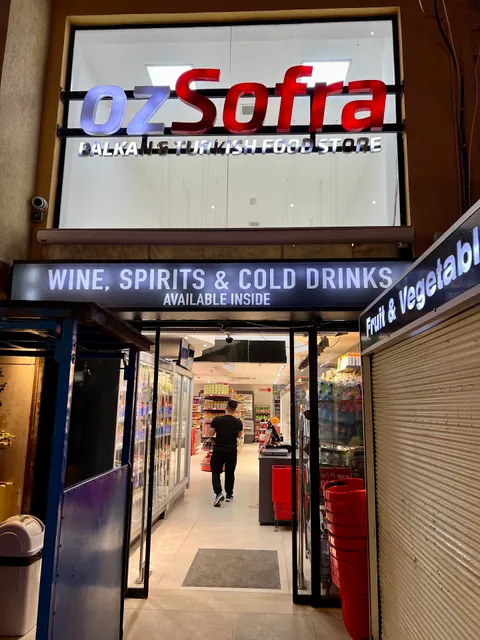 ozSofra
BALKAN & TURKISH FOOD STORE
WINE, SPIRITS & COLD DRINKS
AVAILABLE INSIDE
Fruit & Vegetabl